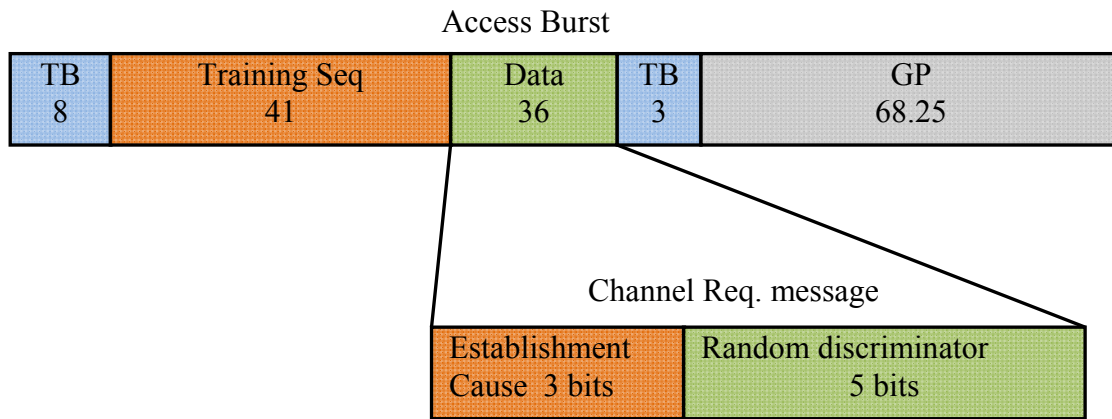 Access Burst
TB
8
Training Seq
41
Data
36
TB
3
GP
68.25
Channel Req. message
Establishment
Cause 3 bits
Random discriminator
5 bits